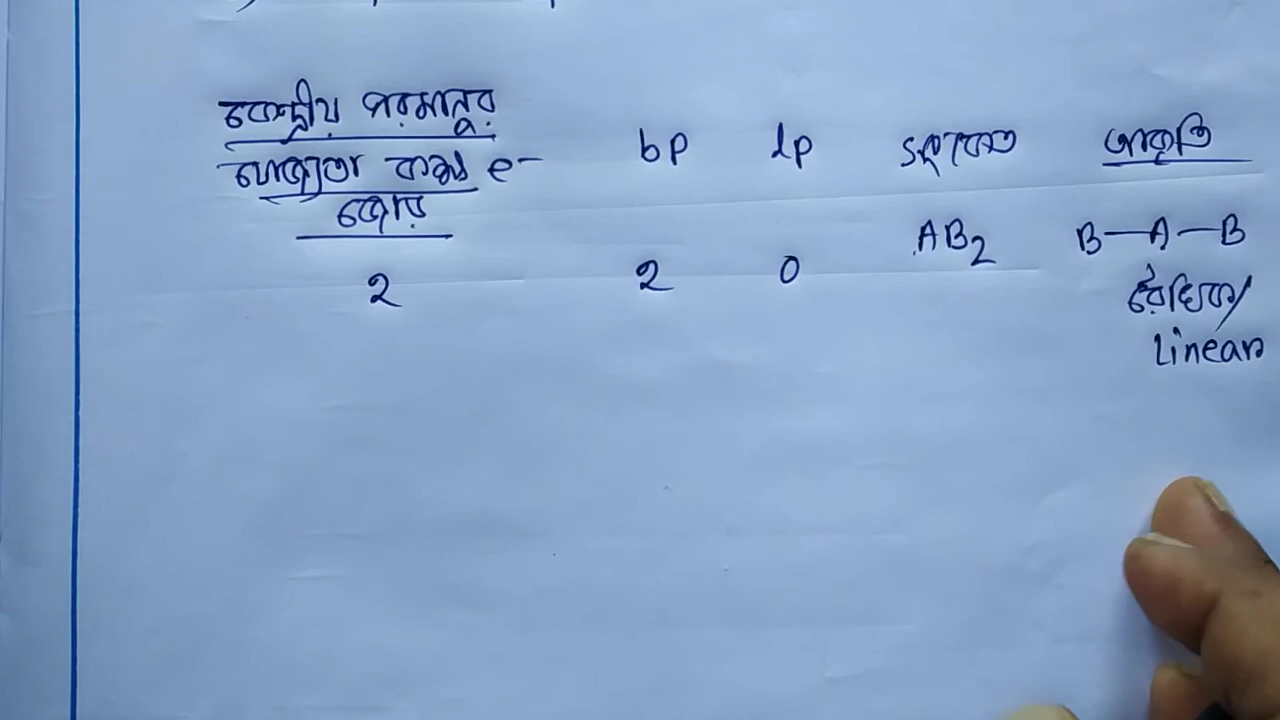 কেন্দ্রীয় পরমানুর
যোজ্যতা কক্ষে e-
জোর
bp
lp
সংকেত
আকৃতি
2
2
0
AB2
B—A—B
রৈখিক/
Linear